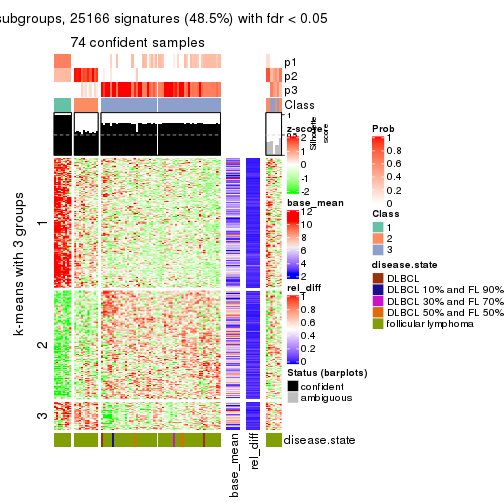 subgroups, 25166 signatures (48.5%) with fdr < 0.05
74 confident samples
p1
p2
p3
Class
1
Silhouette
score
k-means with 3 groups
1
2
3
base_mean
rel_diff
disease.state
z-score
2
1
0
-1
-2
base_mean
12
10
8
6
4
2
rel_diff
1
0.8
0.6
0.4
0.2
0
Status (barplots)
confident
ambiguous
Prob
1
0.8
0.6
0.4
0.2
0
Class
1
2
3
disease.state
DLBCL
DLBCL 10% and FL 90%
DLBCL 30% and FL 70%
DLBCL 50% and FL 50%
follicular lymphoma